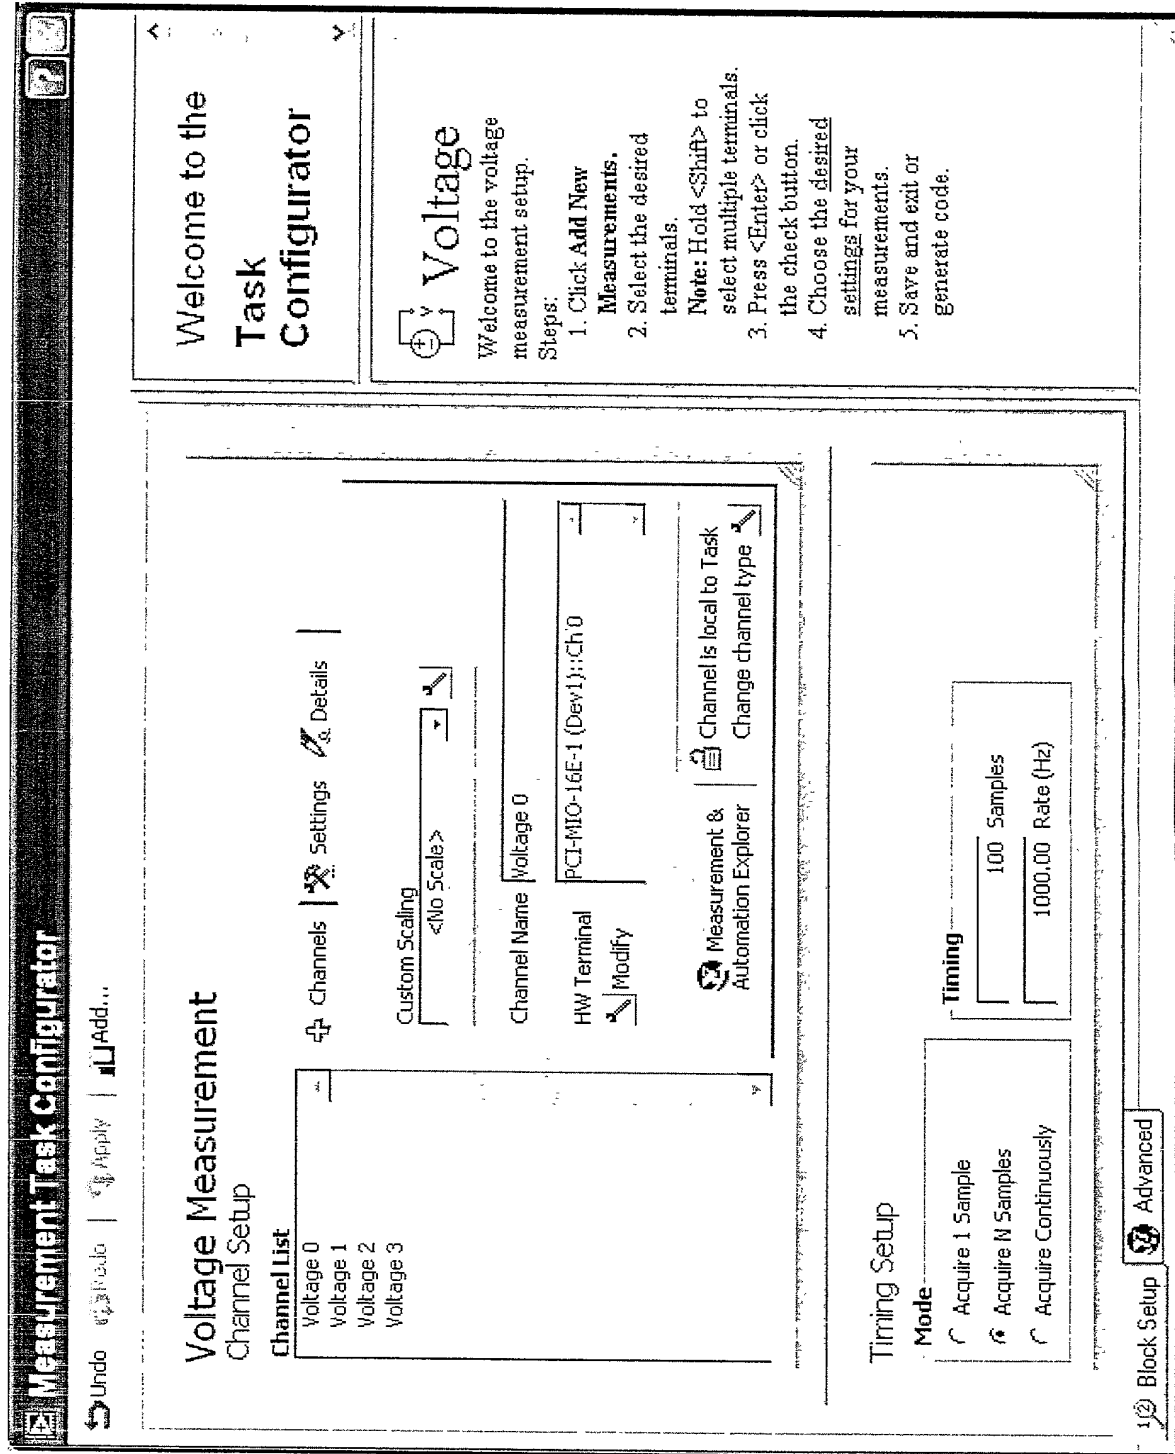 Measurement Task Configurator
?
Undo Redo Apply Add...
Voltage Measurement
Channel Setup
Channel List
Voltage 0
Voltage 1
Voltage 2
Voltage 3
Channels Settings Details
Custom Scaling
<No Scale>
Channel Name Voltage 0
HW Terminal
Modify
PCI-MIO-16E-1 (Dev1)::Ch0
Measurement &
Automation Explorer
Channel is local to Task
Change channel type
Timing Setup
Mode
Acquire 1 Sample
Acquire N Samples
Acquire Continuously
Timing
100 Samples
1000.00 Rate (Hz)
Block Setup Advanced
Welcome to the
Task
Configurator
Voltage
Welcome to the voltage
measurement setup.
Steps:
1. Click Add New
Measurements.
2. Select the desired
terminals.
Note: Hold <Shift> to
select multiple terminals.
3. Press <Enter> or click
the check button.
4. Choose the desired
settings for your
measurements.
5. Save and exit or
generate code.